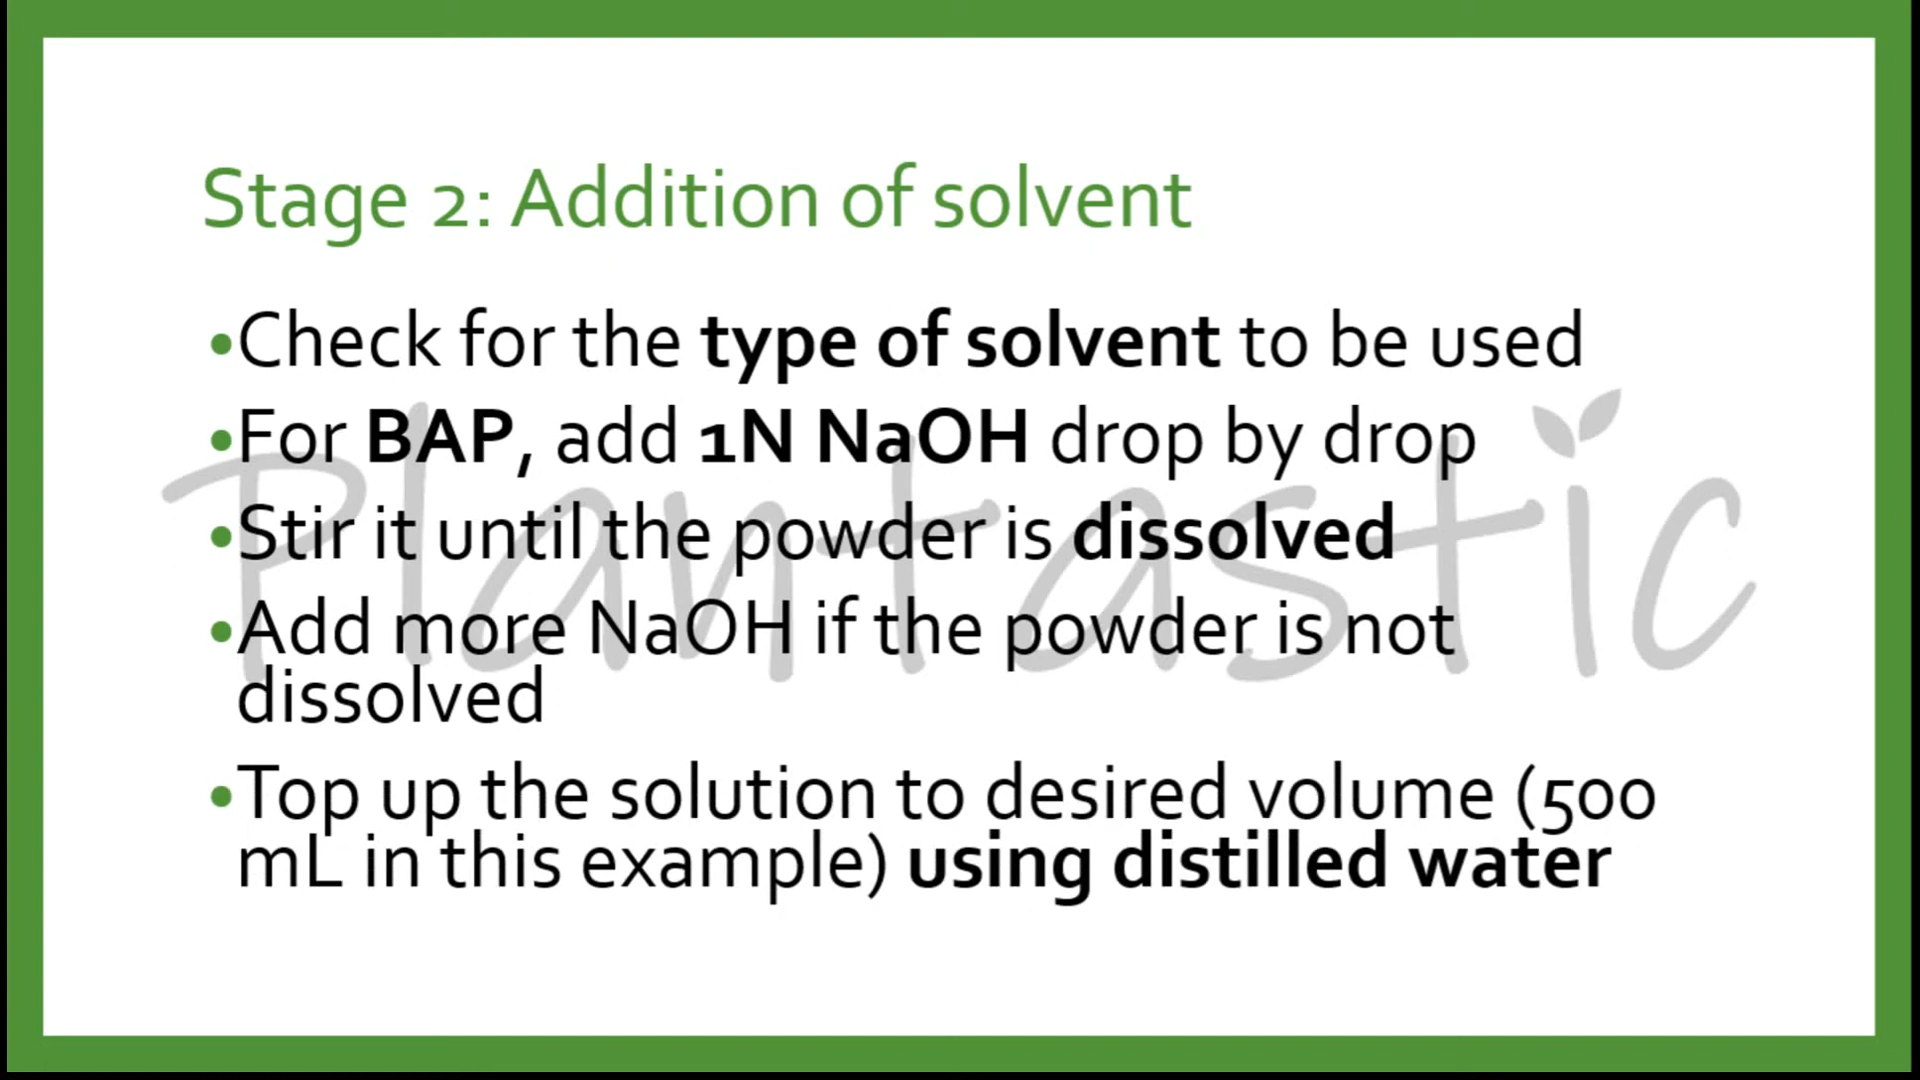 Stage 2: Addition of solvent
•Check for the type of solvent to be used
•For BAP, add 1N NaOH drop by drop
•Stir it until the powder is dissolved
•Add more NaOH if the powder is not
dissolved
•Top up the solution to desired volume (500
mL in this example) using distilled water
Plantastic